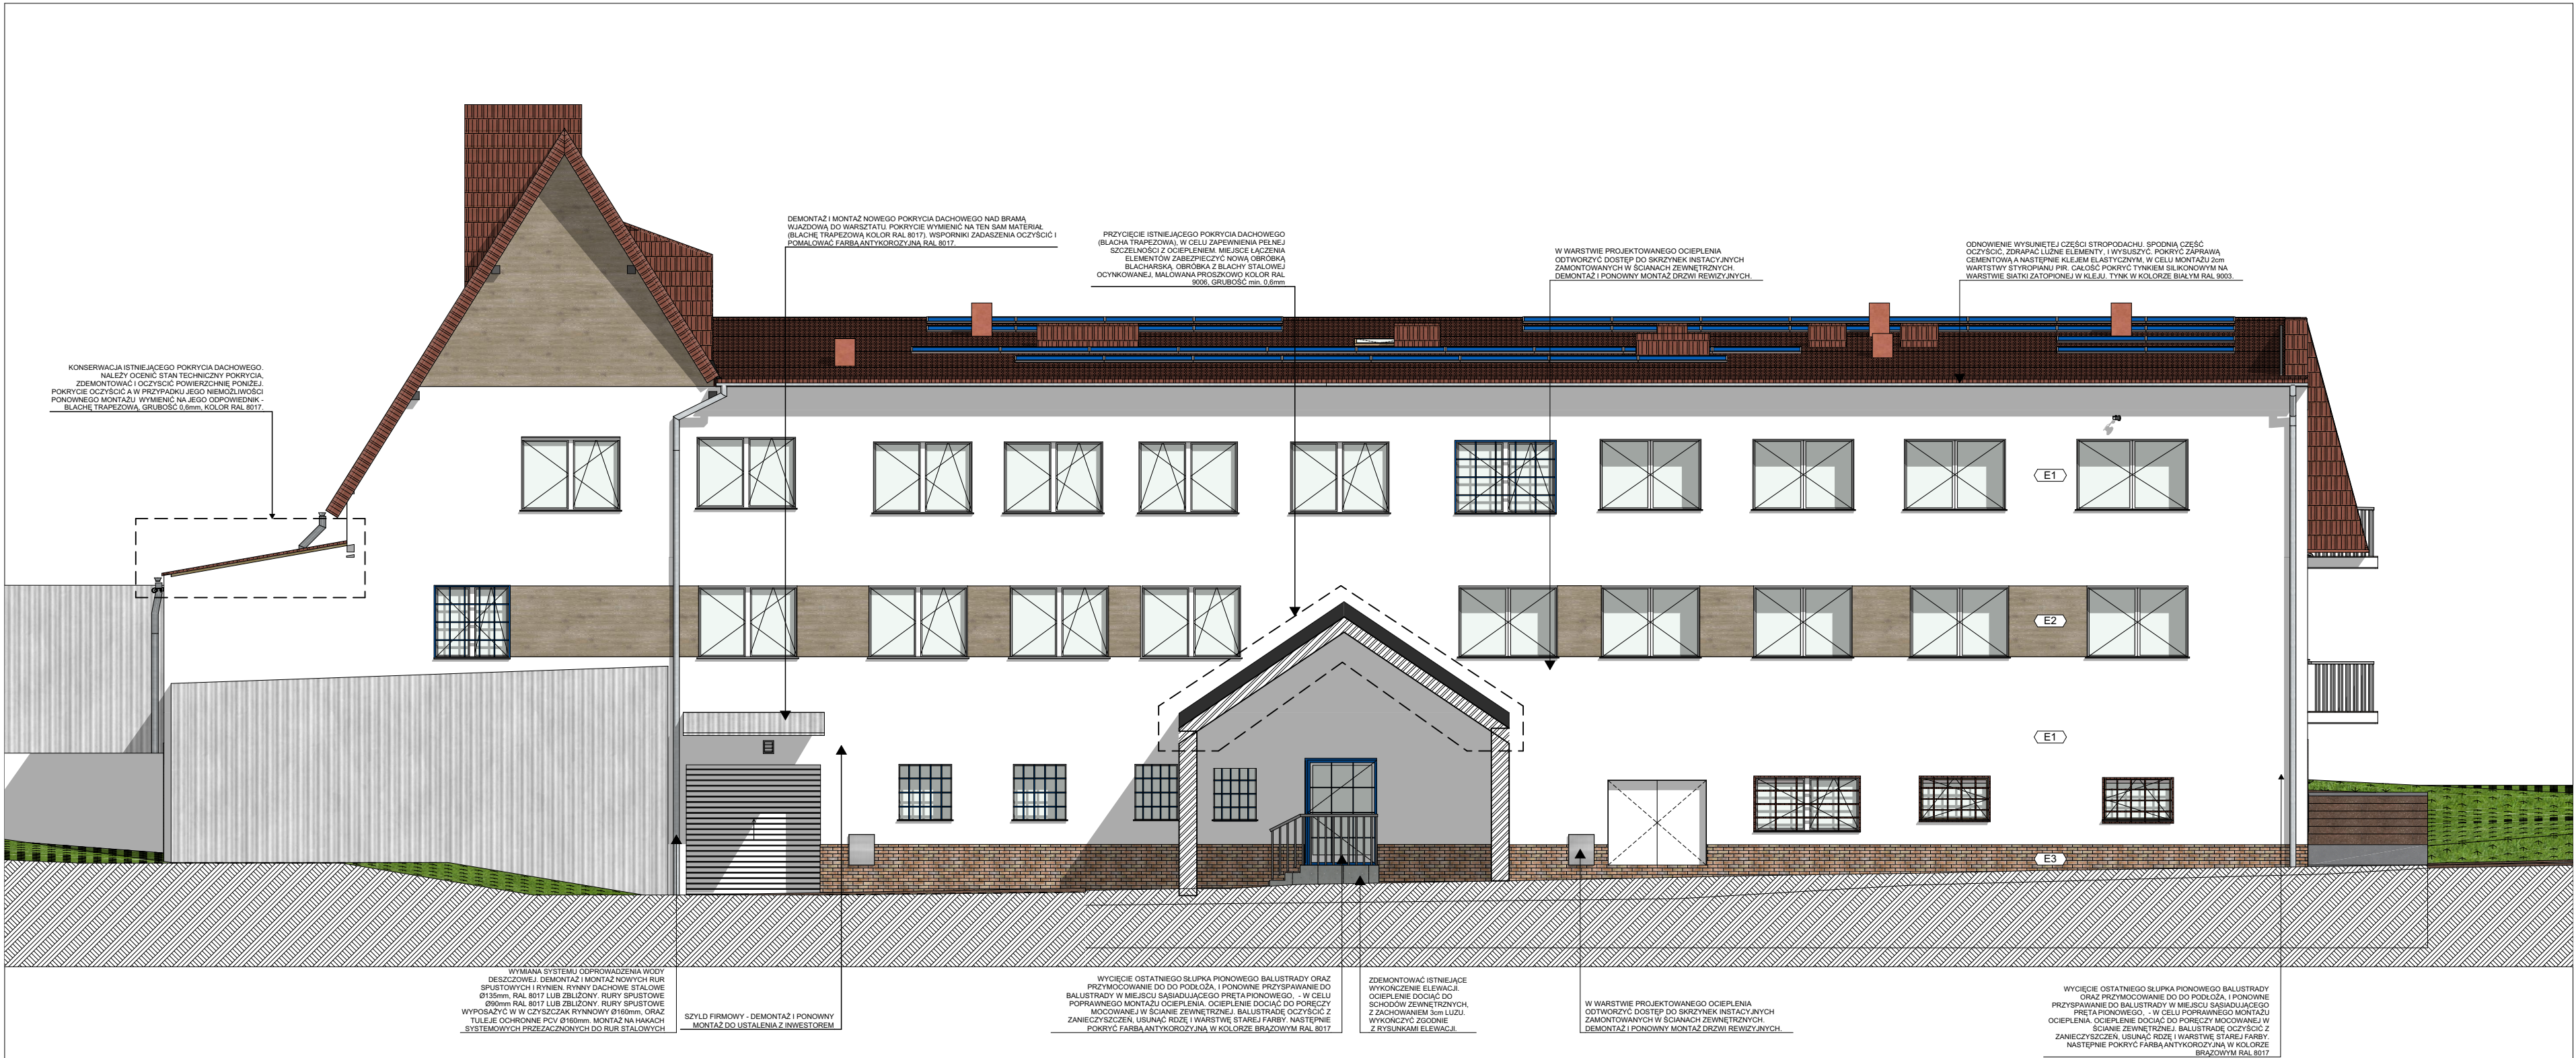 DEMONTAŻ I MONTAŻ NOWEGO POKRYCIA DACHOWEGO NAD BRAMĄ
WJAZDOWĄ DO WARSZTATU. POKRYCIE WYMIENIĆ NA TEN SAM MATERIAŁ
(BLACHĘ TRAPEZOWĄ KOLOR RAL 8017). WSPORNIKI ZADASZENIA OCZYŚCIĆ I
POMALOWAĆ FARBĄ ANTYKOROZYJNĄ RAL 8017.
PRZYCIĘCIE ISTNIEJĄCEGO POKRYCIA DACHOWEGO
(BLACHA TRAPEZOWA), W CELU ZAPEWNIENIA PEŁNEJ
SZCZELNOŚCI Z OCIEPLENIEM. MIEJSCE ŁĄCZENIA
ELEMENTÓW ZABEZPIECZYĆ NOWĄ OBRÓBKĄ
BLACHARSKĄ. OBRÓBKA Z BLACHY STALOWEJ
OCYNKOWANEJ, MALOWANA PROSZKOWO KOLOR RAL
9006, GRUBOŚĆ min. 0,6mm
W WARSTWIE PROJEKTOWANEGO OCIEPLENIA
ODTWORZYĆ DOSTĘP DO SKRZYNEK INSTACYJNYCH
ZAMONTOWANYCH W ŚCIANACH ZEWNĘTRZNYCH.
DEMONTAŻ I PONOWNY MONTAŻ DRZWI REWIZYJNYCH.
ODNOWIENIE WYSUNIĘTEJ CZĘŚCI STROPODACHU. SPODNIĄ CZĘŚĆ
OCZYŚCIĆ, ZDRAPAĆ LUŹNE ELEMENTY, I WYSUSZYĆ. POKRYĆ ZAPRAWĄ
CEMENTOWĄ A NASTĘPNIE KLEJEM ELASTYCZNYM, W CELU MONTAŻU 2cm
WARTSTWY STYROPIANU PIR. CAŁOŚĆ POKRYĆ TYNKIEM SILIKONOWYM NA
WARSTWIE SIATKI ZATOPIONEJ W KLEJU. TYNK W KOLORZE BIAŁYM RAL 9003.
KONSERWACJA ISTNIEJĄCEGO POKRYCIA DACHOWEGO.
NALEŻY OCENIĆ STAN TECHNICZNY POKRYCIA,
ZDEMONTOWAĆ I OCZYSCIĆ POWIERZCHNIĘ PONIŻEJ.
POKRYCIE OCZYŚCIĆ A W PRZYPADKU JEGO NIEMOŻLIWOŚCI
PONOWNEGO MONTAŻU WYMIENIĆ NA JEGO ODPOWIEDNIK -
BLACHĘ TRAPEZOWĄ, GRUBOŚĆ 0,6mm, KOLOR RAL 8017.
E1
E2
E1
E3
WYMIANA SYSTEMU ODPROWADZENIA WODY
DESZCZOWEJ. DEMONTAŻ I MONTAŻ NOWYCH RUR
SPUSTOWYCH I RYNIEN. RYNNY DACHOWE STALOWE
Ø135mm, RAL 8017 LUB ZBLIŻONY. RURY SPUSTOWE
Ø90mm RAL 8017 LUB ZBLIŻONY. RURY SPUSTOWE
WYPOSAŻYĆ W W CZYSZCZAK RYNNOWY Ø160mm, ORAZ
TULEJE OCHRONNE PCV Ø160mm. MONTAŻ NA HAKACH
SYSTEMOWYCH PRZEZACZNONYCH DO RUR STALOWYCH
SZYLD FIRMOWY - DEMONTAŻ I PONOWNY
MONTAŻ DO USTALENIA Z INWESTOREM
WYCIĘCIE OSTATNIEGO SŁUPKA PIONOWEGO BALUSTRADY ORAZ
PRZYMOCOWANIE DO DO PODŁOŻA, I PONOWNE PRZYSPAWANIE DO
BALUSTRADY W MIEJSCU SĄSIADUJĄCEGO PRĘTA PIONOWEGO, - W CELU
POPRAWNEGO MONTAŻU OCIEPLENIA. OCIEPLENIE DOCIĄĆ DO PORĘCZY
MOCOWANEJ W ŚCIANIE ZEWNĘTRZNEJ. BALUSTRADĘ OCZYŚCIĆ Z
ZANIECZYSZCZEŃ, USUNĄĆ RDZĘ I WARSTWĘ STAREJ FARBY. NASTĘPNIE
POKRYĆ FARBĄ ANTYKOROZYJNĄ W KOLORZE BRĄZOWYM RAL 8017
ZDEMONTOWAĆ ISTNIEJĄCE
WYKOŃCZENIE ELEWACJI.
OCIEPLENIE DOCIĄĆ DO
SCHODÓW ZEWNĘTRZNYCH,
Z ZACHOWANIEM 3cm LUZU.
WYKOŃCZYĆ ZGODNIE
Z RYSUNKAMI ELEWACJI.
W WARSTWIE PROJEKTOWANEGO OCIEPLENIA
ODTWORZYĆ DOSTĘP DO SKRZYNEK INSTACYJNYCH
ZAMONTOWANYCH W ŚCIANACH ZEWNĘTRZNYCH.
DEMONTAŻ I PONOWNY MONTAŻ DRZWI REWIZYJNYCH.
WYCIĘCIE OSTATNIEGO SŁUPKA PIONOWEGO BALUSTRADY
ORAZ PRZYMOCOWANIE DO DO PODŁOŻA, I PONOWNE
PRZYSPAWANIE DO BALUSTRADY W MIEJSCU SĄSIADUJĄCEGO
PRĘTA PIONOWEGO, - W CELU POPRAWNEGO MONTAŻU
OCIEPLENIA. OCIEPLENIE DOCIĄĆ DO PORĘCZY MOCOWANEJ W
ŚCIANIE ZEWNĘTRZNEJ. BALUSTRADĘ OCZYŚCIĆ Z
ZANIECZYSZCZEŃ, USUNĄĆ RDZĘ I WARSTWĘ STAREJ FARBY.
NASTĘPNIE POKRYĆ FARBĄ ANTYKOROZYJNĄ W KOLORZE
BRĄZOWYM RAL 8017